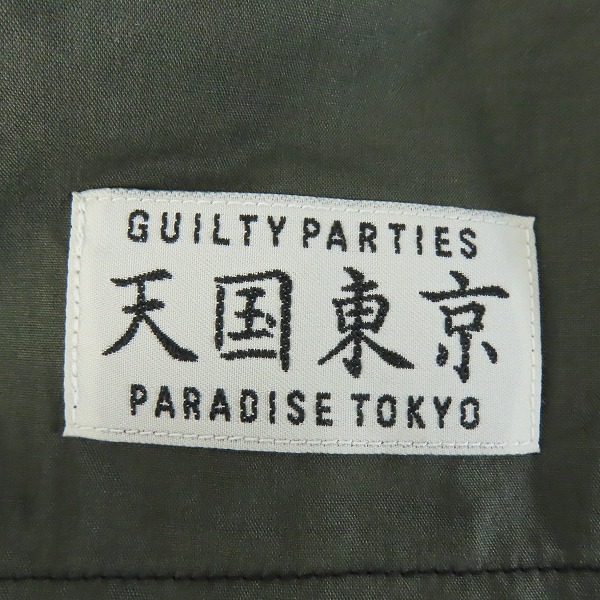 GUILTY PARTIES
天国東京
PARADISE TOKYO